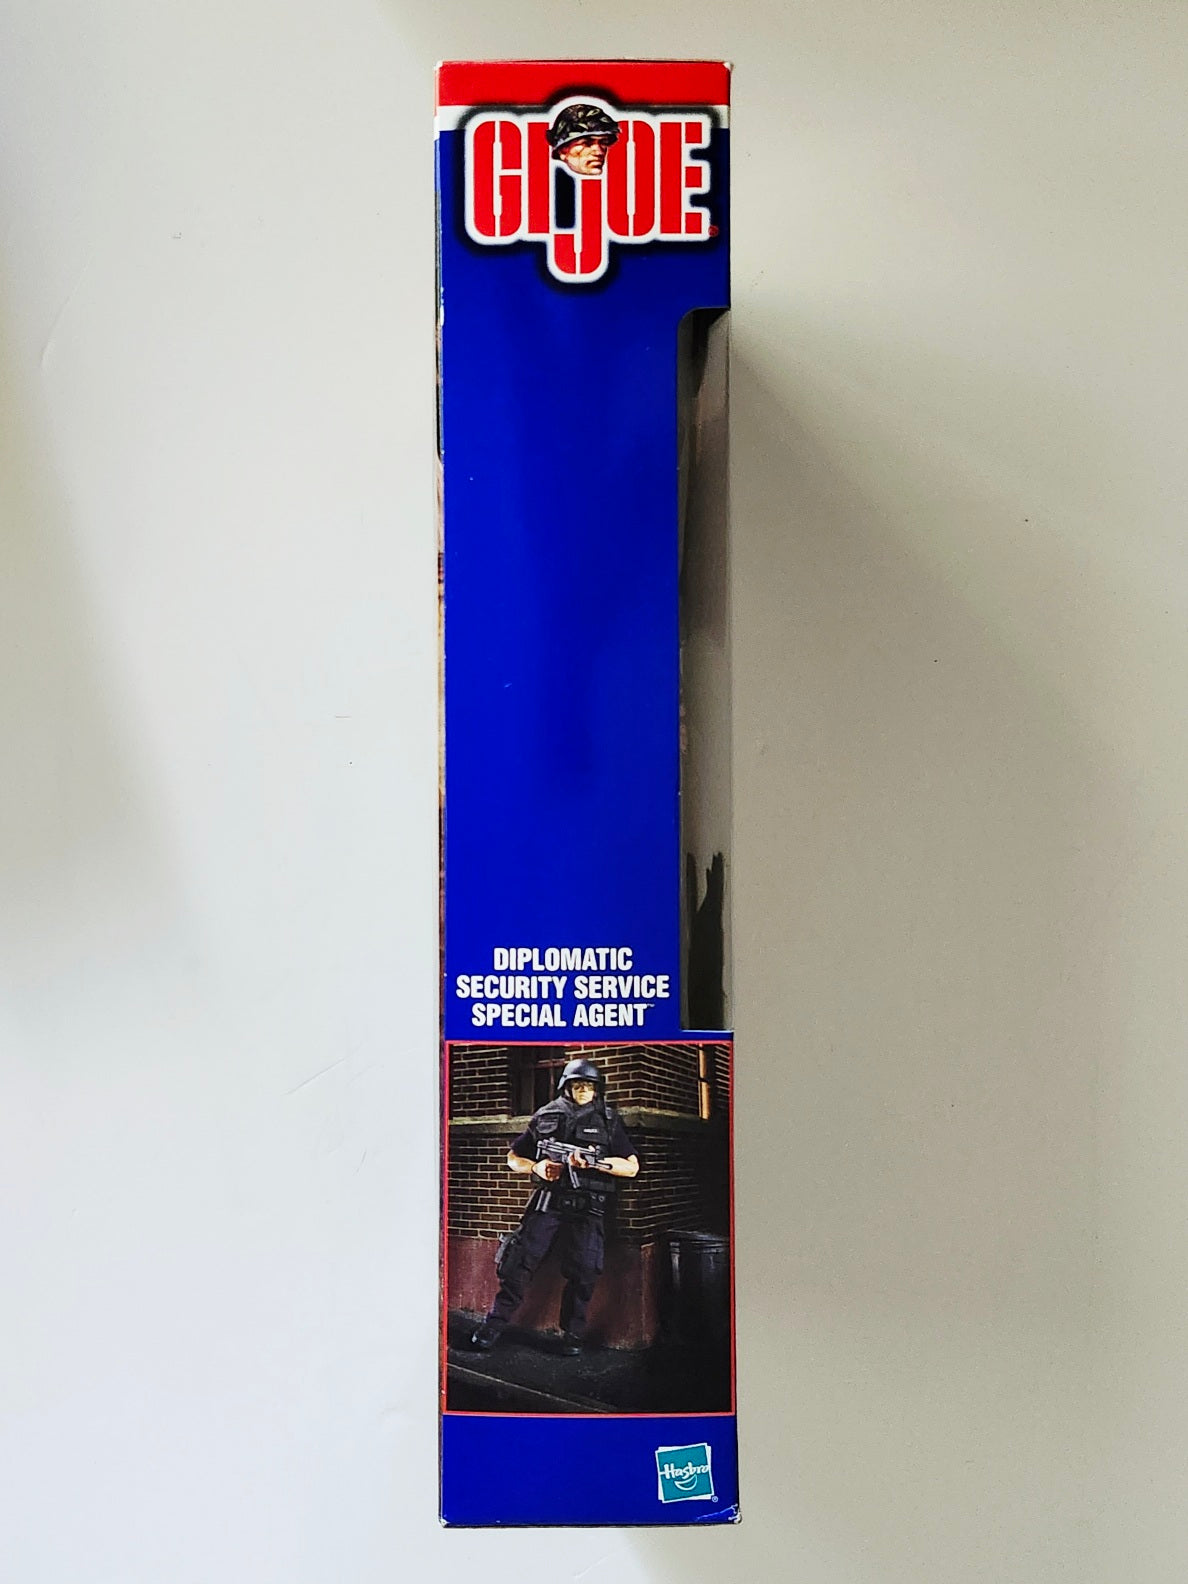 GI JOE®
DIPLOMATIC
SECURITY SERVICE
SPECIAL AGENT™
Hasbro®